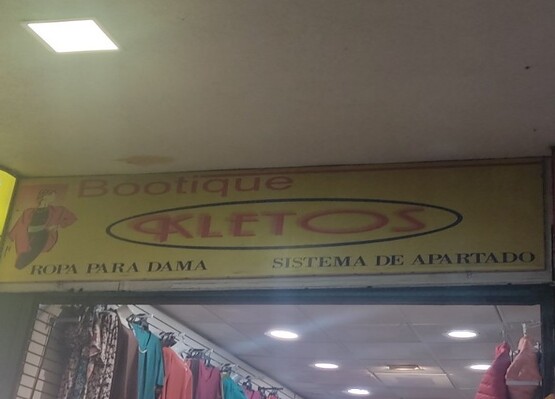 Bootique
KLETOS
ROPA PARA DAMA SISTEMA DE APARTADO